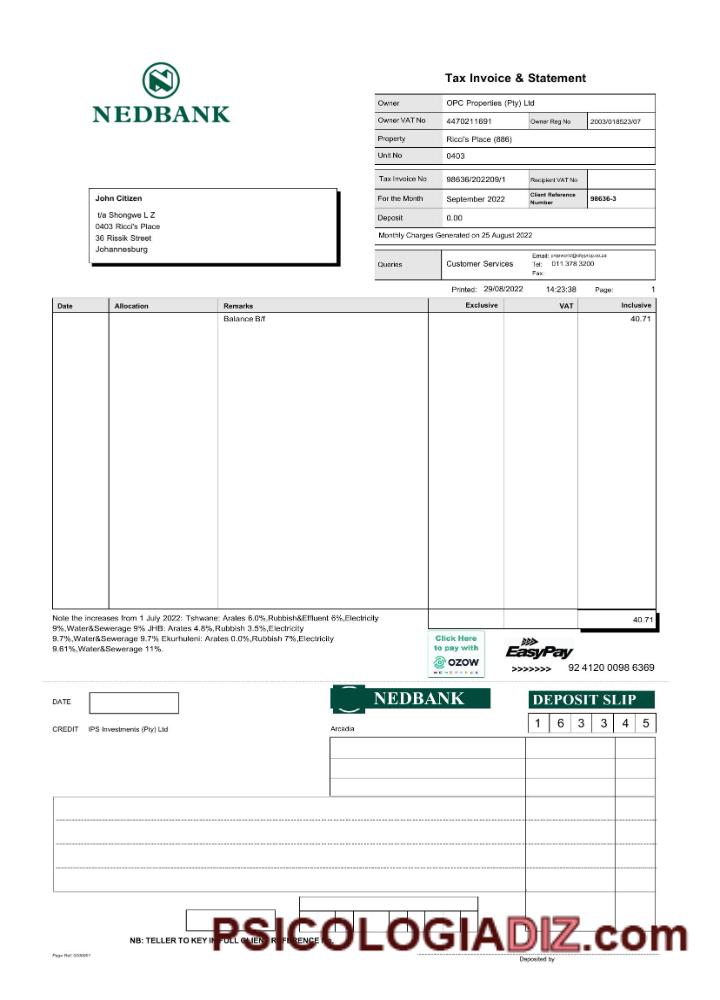 NEDBANK
Tax Invoice & Statement
Owner OPC Properties (Pty) Ltd
Owner VAT No 4470211691 Owner Reg No 2003/018523/07
Property Ricci's Place (886)
Unit No 0403
Tax Invoice No 98636/202209/1 Recipient VAT No
For the Month September 2022 Client Reference Number 98636-3
Deposit 0.00
Monthly Charges Generated on 25 August 2022
Queries Customer Services Email:
Tel: 011 378 3200
Fax:
John Citizen
t/a Shongwe L Z
0403 Ricci's Place
36 Rissik Street
Johannesburg
Printed: 29/08/2022 14:23:38 Page: 1
Date Allocation Remarks Exclusive VAT Inclusive
Balance B/f 40.71
40.71
Note the increases from 1 July 2022: Tshwane: Arates 6.0%,Rubbish&Effluent 6%,Electricity
9%,Water&Sewerage 9% JHB: Arates 4.8%,Rubbish 3.5%,Electricity
9.7%,Water&Sewerage 9.7% Ekurhuleni: Arates 0.0%,Rubbish 7%,Electricity
9.61%,Water&Sewerage 11%.
Click Here
to pay with
OZOW
EasyPay
>>>>>>> 92 4120 0098 6369
DATE
NEDBANK
DEPOSIT SLIP
1 6 3 3 4 5
CREDIT IPS Investments (Pty) Ltd
Arcadia
NB: TELLER TO KEY IN FULL CLIENT REFERENCE
PSICOLOGIADIZ.com
Deposited by